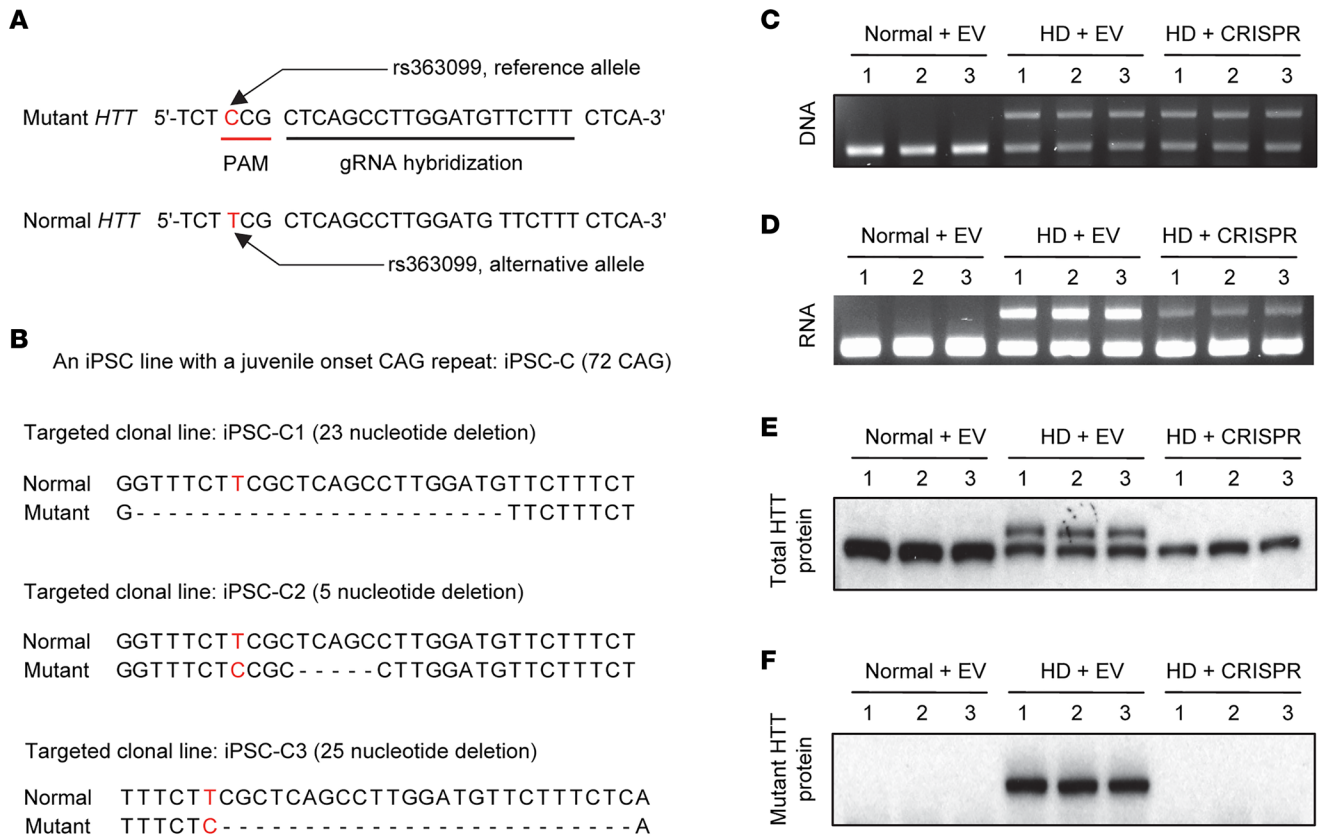 A
rs363099, reference allele
Mutant HTT 5'-TCT CCG CTCAGCCTTGGATGTTCTTT CTCA-3'
PAM gRNA hybridization
Normal HTT 5'-TCT TCG CTCAGCCTTGGATG TTCTTT CTCA-3'
rs363099, alternative allele
B
An iPSC line with a juvenile onset CAG repeat: iPSC-C (72 CAG)
Targeted clonal line: iPSC-C1 (23 nucleotide deletion)
Normal GGTTTCTTCGCTCAGCCTTGGATGTTCTTTCT
Mutant G- - - - - - - - - - - - - - - - - - - - - - -TTCTTTCT
Targeted clonal line: iPSC-C2 (5 nucleotide deletion)
Normal GGTTTCTTCGCTCAGCCTTGGATGTTCTTTCT
Mutant GGTTTCTCCGC- - - - -CTTGGATGTTCTTTCT
Targeted clonal line: iPSC-C3 (25 nucleotide deletion)
Normal TTTCTTCGCTCAGCCTTGGATGTTCTTTCTCA
Mutant TTTCTC- - - - - - - - - - - - - - - - - - - - - - - - -A
C
Normal + EV HD + EV HD + CRISPR
1 2 3 1 2 3 1 2 3
DNA
D
Normal + EV HD + EV HD + CRISPR
1 2 3 1 2 3 1 2 3
RNA
E
Normal + EV HD + EV HD + CRISPR
1 2 3 1 2 3 1 2 3
Total HTT
protein
F
Normal + EV HD + EV HD + CRISPR
1 2 3 1 2 3 1 2 3
Mutant HTT
protein